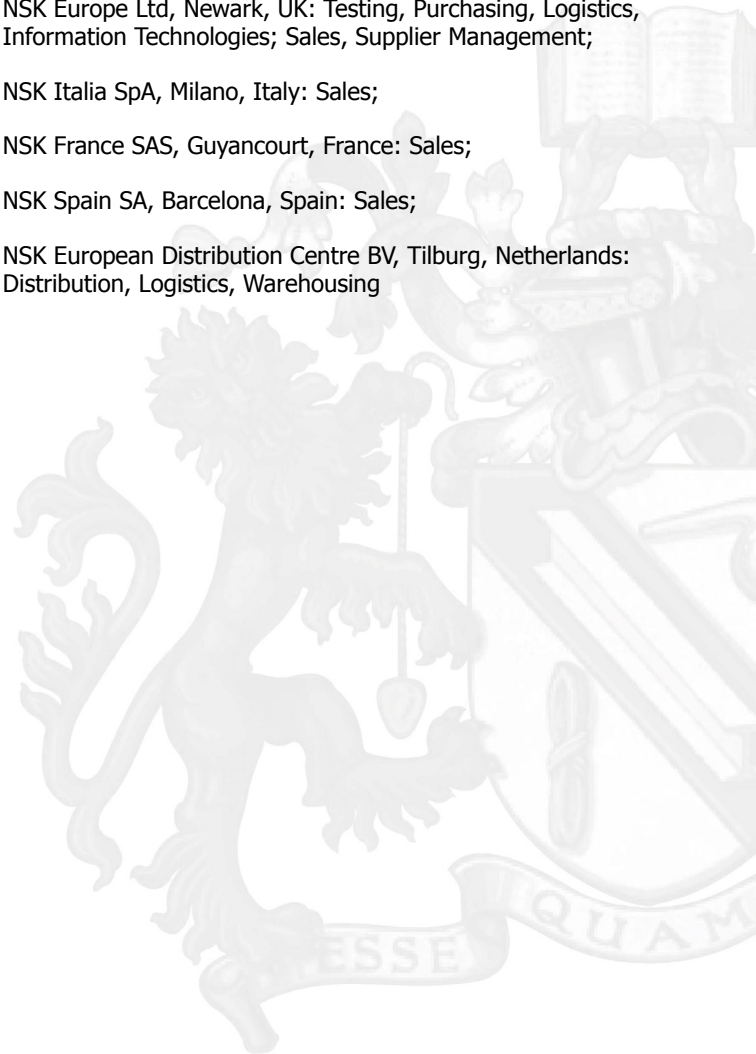 NSK Europe Ltd, Newark, UK: Testing, Purchasing, Logistics,
Information Technologies; Sales, Supplier Management;
NSK Italia SpA, Milano, Italy: Sales;
NSK France SAS, Guyancourt, France: Sales;
NSK Spain SA, Barcelona, Spain: Sales;
NSK European Distribution Centre BV, Tilburg, Netherlands:
Distribution, Logistics, Warehousing
ESSE QUAM